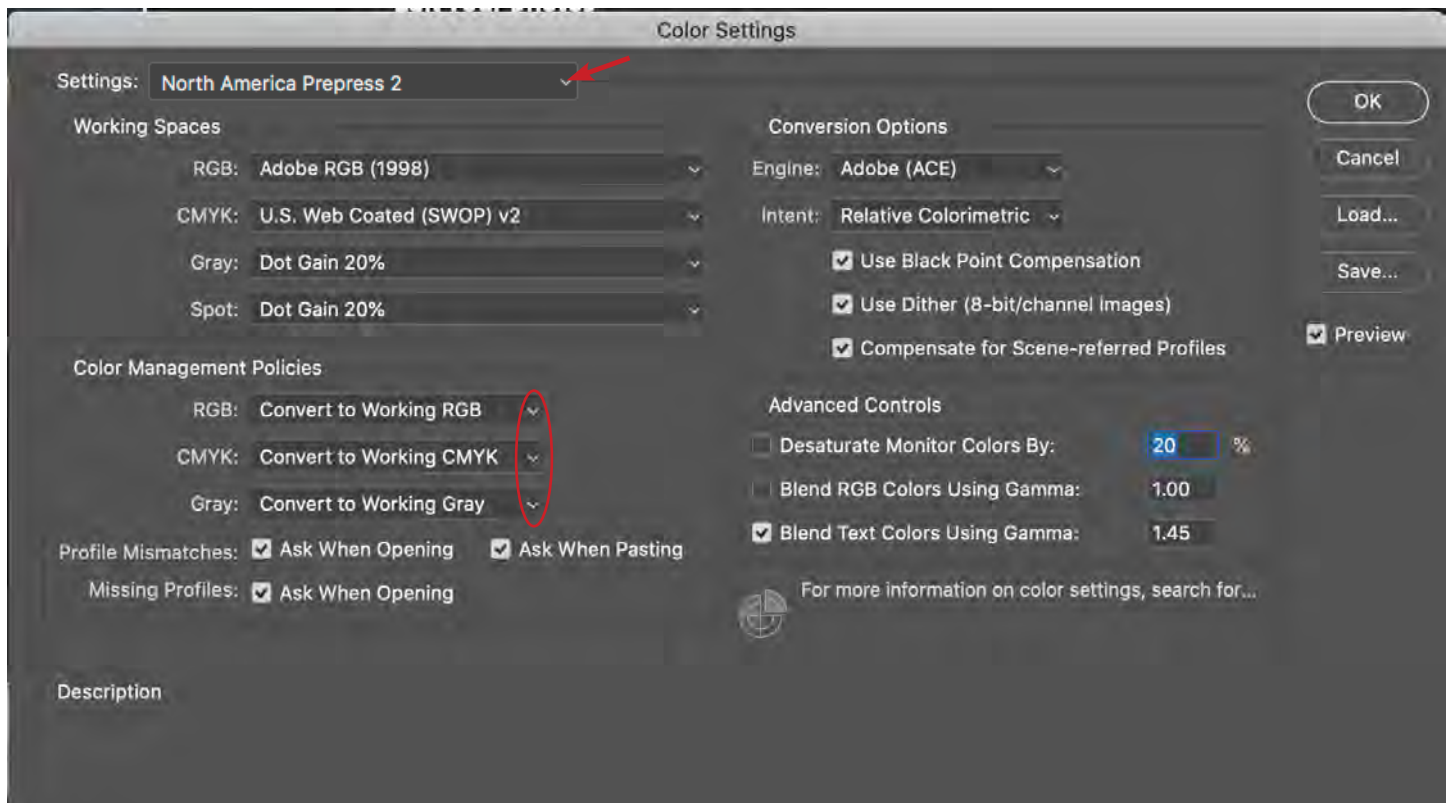 Color Settings
Settings: North America Prepress 2
Working Spaces
RGB: Adobe RGB (1998)
CMYK: U.S. Web Coated (SWOP) v2
Gray: Dot Gain 20%
Spot: Dot Gain 20%
Color Management Policies
RGB: Convert to Working RGB
CMYK: Convert to Working CMYK
Gray: Convert to Working Gray
Profile Mismatches: Ask When Opening Ask When Pasting
Missing Profiles: Ask When Opening
Conversion Options
Engine: Adobe (ACE)
Intent: Relative Colorimetric
Use Black Point Compensation
Use Dither (8-bit/channel images)
Compensate for Scene-referred Profiles
Advanced Controls
Desaturate Monitor Colors By: 20 %
Blend RGB Colors Using Gamma: 1.00
Blend Text Colors Using Gamma: 1.45
For more information on color settings, search for...
OK
Cancel
Load...
Save...
Preview
Description